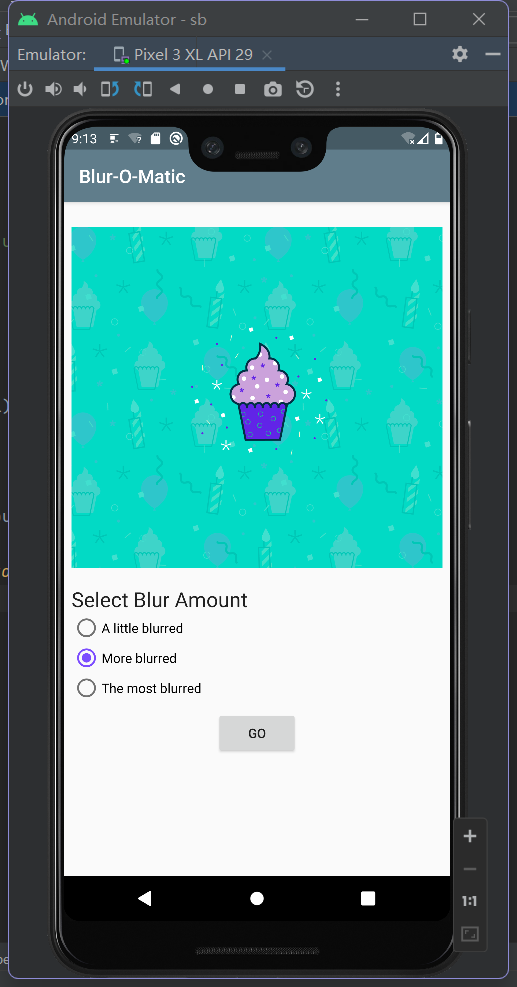 Android Emulator - sb
Emulator:
Pixel 3 XL API 29
9:13
Blur-O-Matic
Select Blur Amount
A little blurred
More blurred
The most blurred
GO
1:1